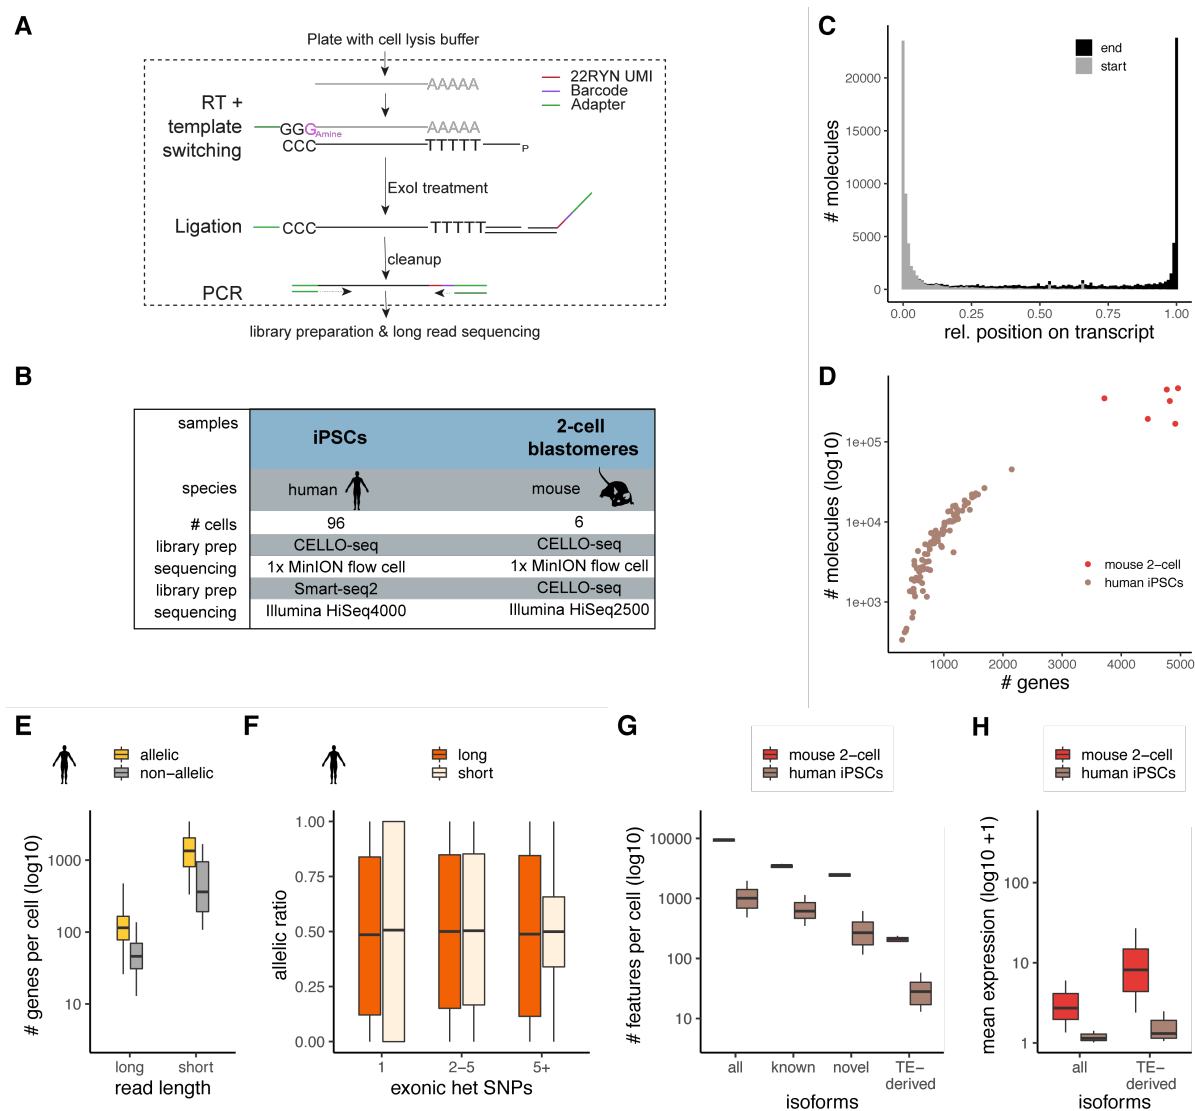 A
Plate with cell lysis buffer
AAAAA
22RYN UMI
Barcode
Adapter
RT +
template
switching
GGG
Amine
AAAAA
CCC
TTTTT
P
ExoI treatment
Ligation
CCC
TTTTT
cleanup
PCR
library preparation & long read sequencing
B
samples
iPSCs
2-cell
blastomeres
species
human
mouse
# cells
96
6
library prep
CELLO-seq
CELLO-seq
sequencing
1x MinION flow cell
1x MinION flow cell
library prep
Smart-seq2
CELLO-seq
sequencing
Illumina HiSeq4000
Illumina HiSeq2500
C
end
start
# molecules
20000
15000
10000
5000
0
0.00
0.25
0.50
0.75
1.00
rel. position on transcript
D
# molecules (log10)
1e+05
1e+04
1e+03
mouse 2−cell
human iPSCs
1000
2000
3000
4000
5000
# genes
E
allelic
non−allelic
# genes per cell (log10)
1000
100
10
long
short
read length
F
long
short
allelic ratio
1.00
0.75
0.50
0.25
0.00
1
2−5
5+
exonic het SNPs
G
mouse 2−cell
human iPSCs
# features per cell (log10)
10000
1000
100
10
all
known
novel
TE−
derived
isoforms
H
mouse 2−cell
human iPSCs
mean expression (log10 +1)
100
10
1
all
TE−
derived
isoforms